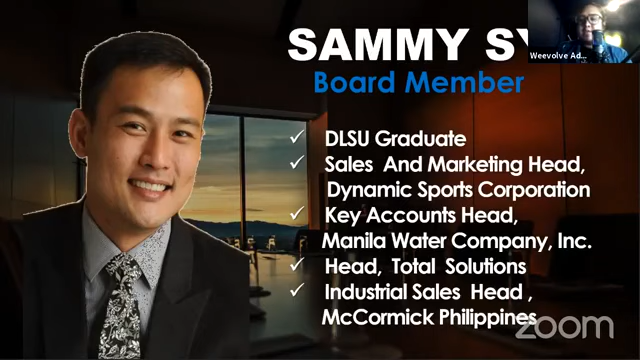 SAMMY
Weevolve Ad...
Board Member
✓ DLSU Graduate
✓ Sales And Marketing Head,
Dynamic Sports Corporation
✓ Key Accounts Head,
Manila Water Company, Inc.
✓ Head, Total Solutions
✓ Industrial Sales Head ,
McCormick Philippines
zoom